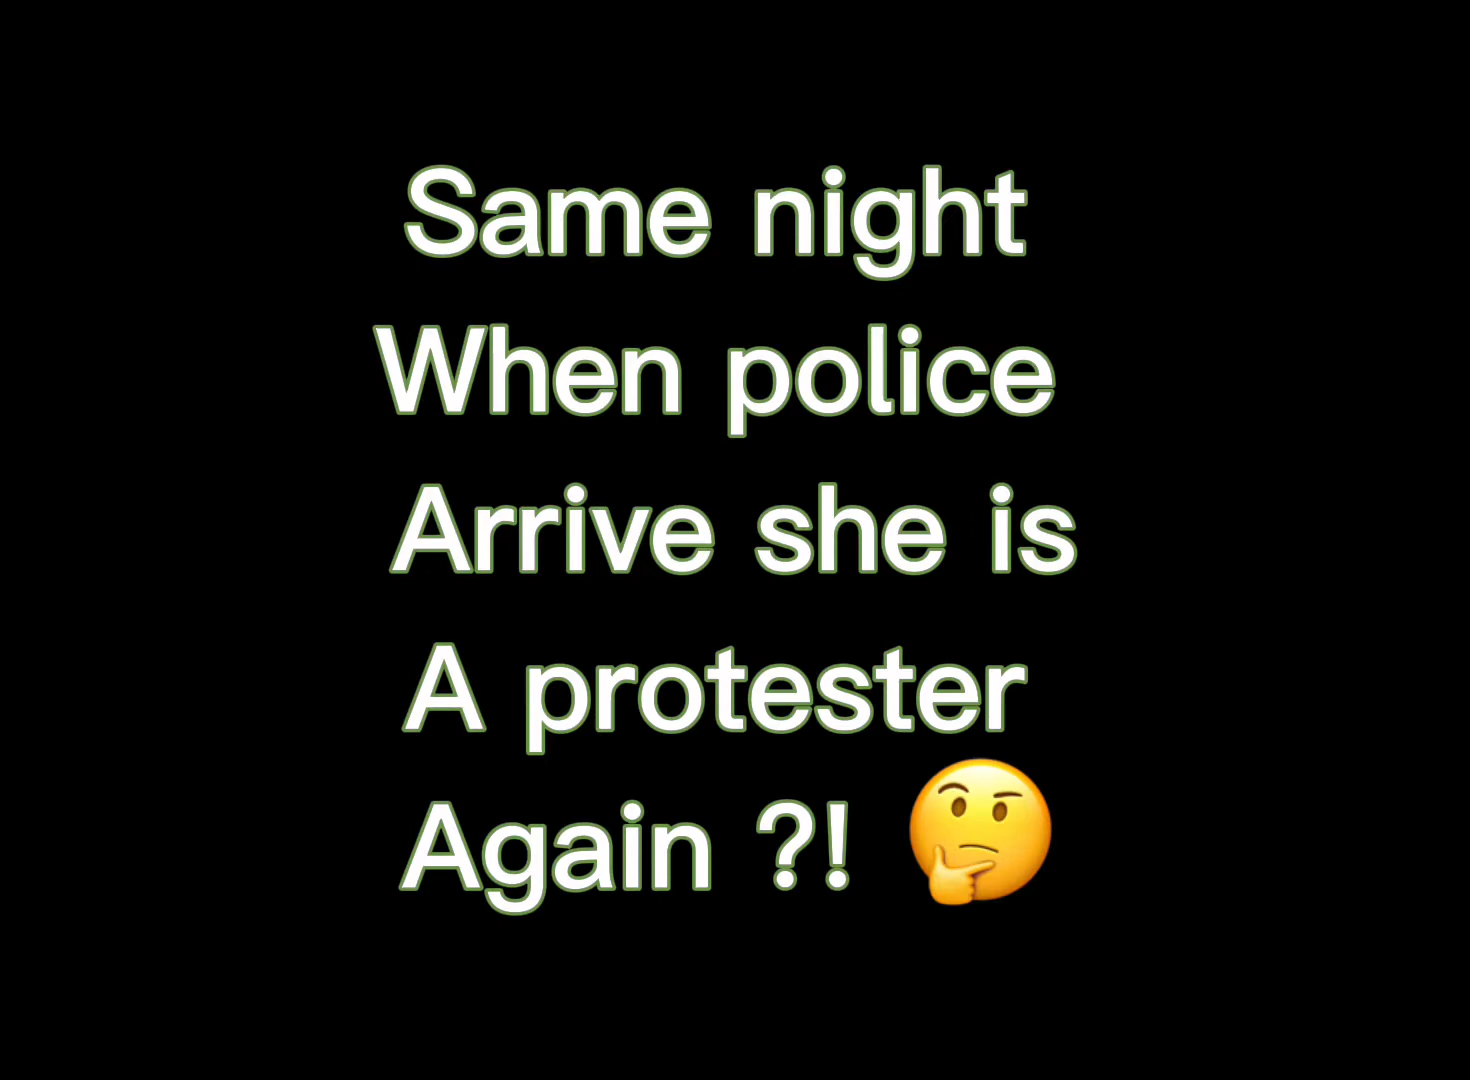 Same night
When police
Arrive she is
A protester
Again ?! 🤔